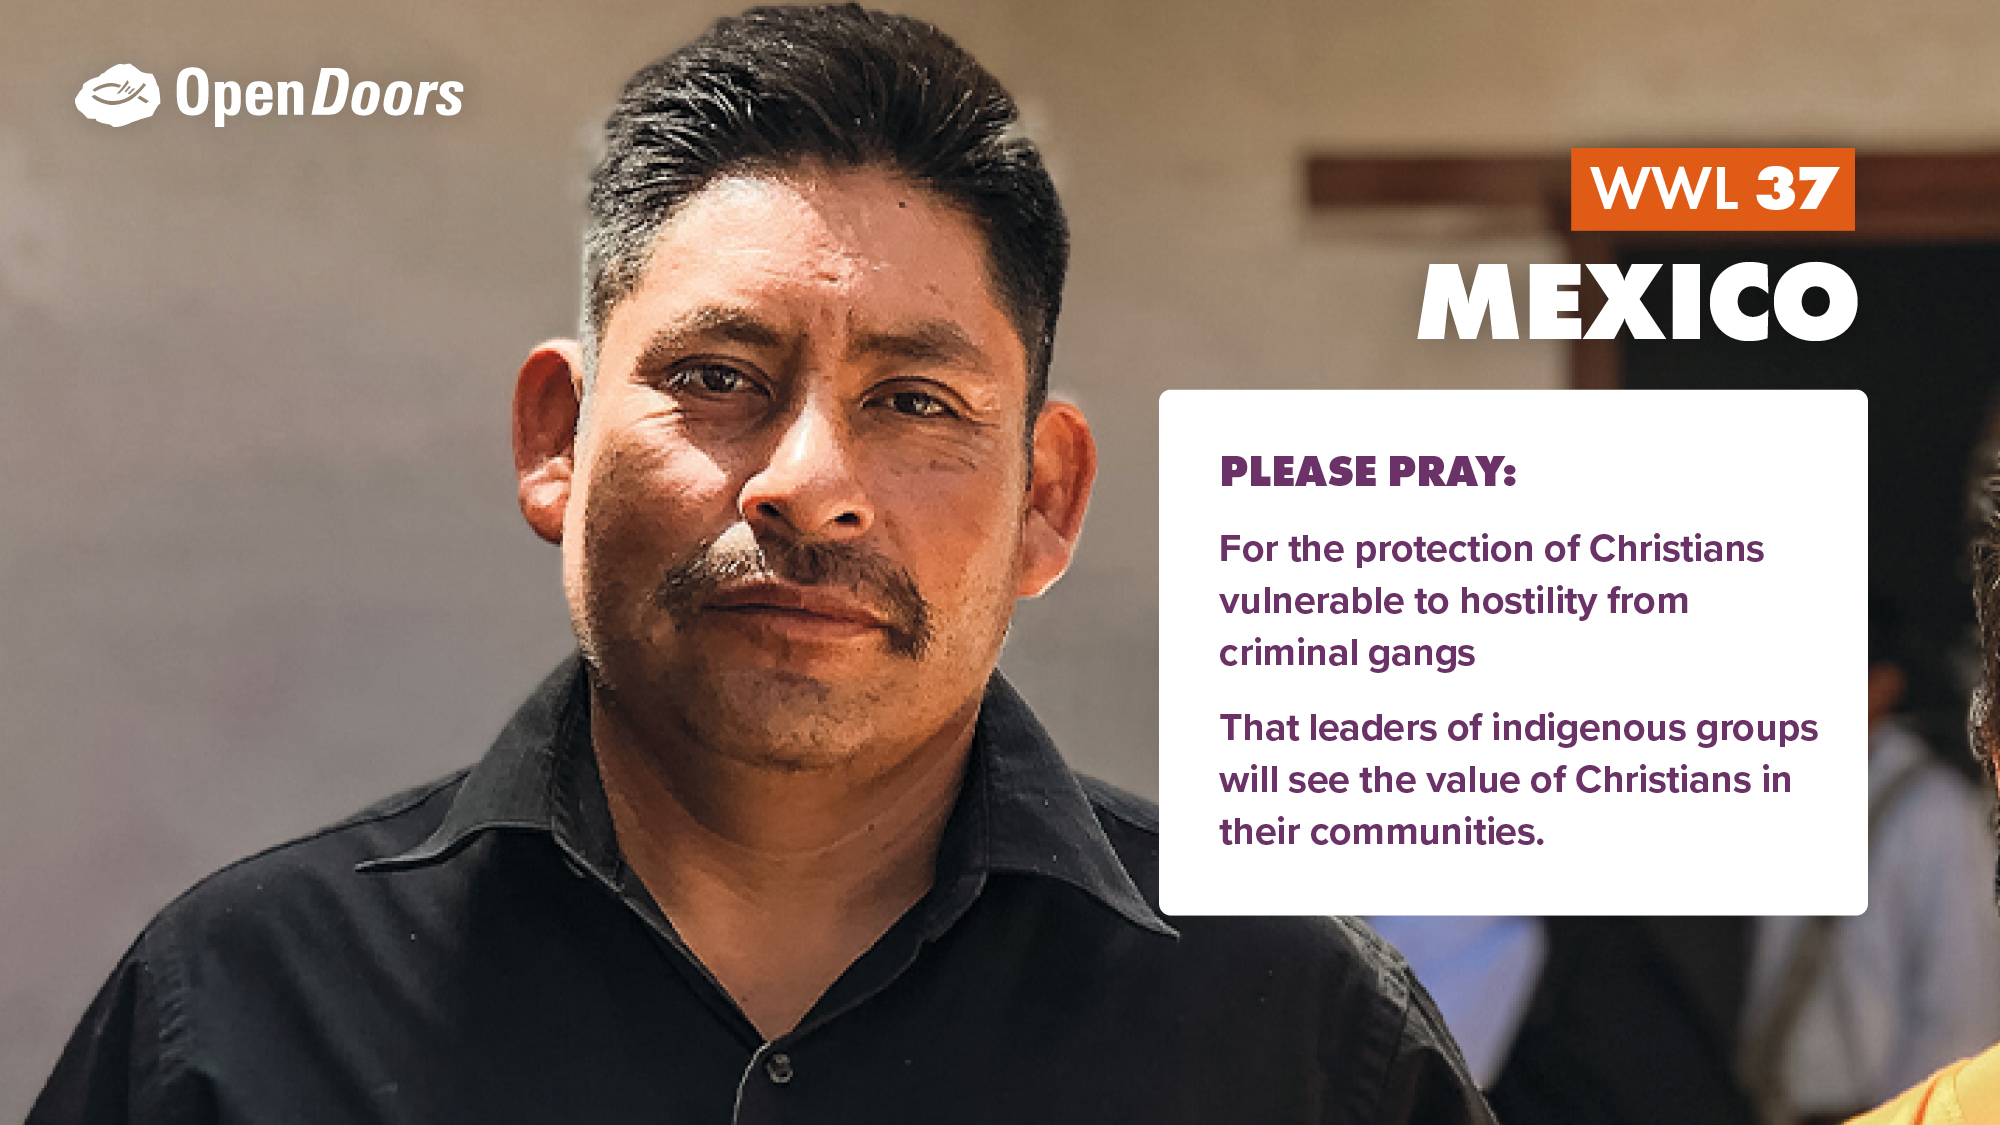 Open Doors
WWL 37
MEXICO
PLEASE PRAY:
For the protection of Christians
vulnerable to hostility from
criminal gangs
That leaders of indigenous groups
will see the value of Christians in
their communities.